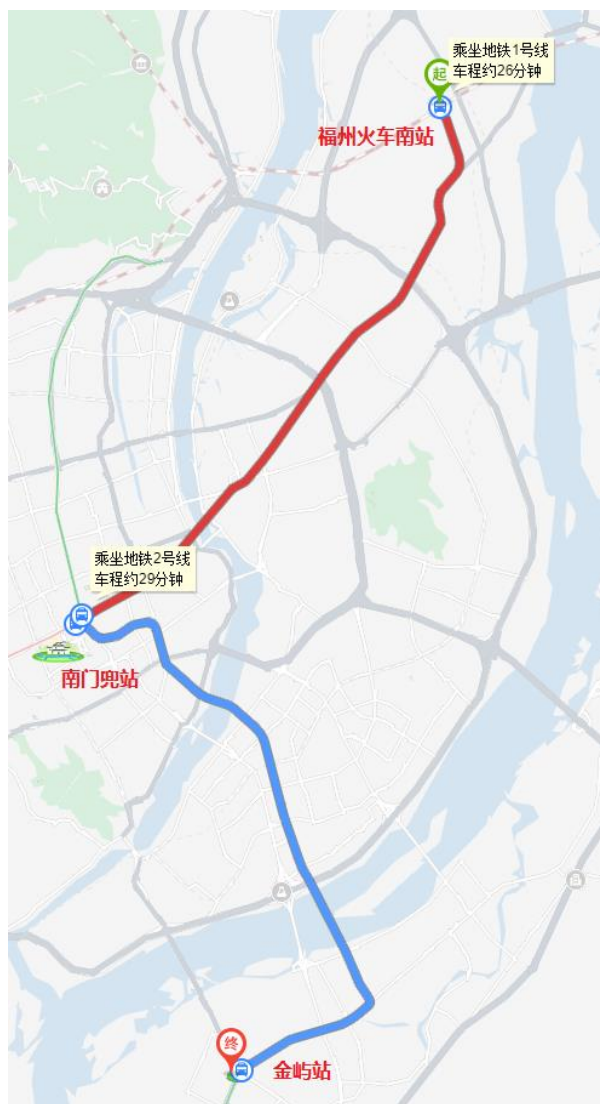 乘坐地铁1号线
车程约26分钟
起
福州火车南站
乘坐地铁2号线
车程约29分钟
南门兜站
终
金屿站